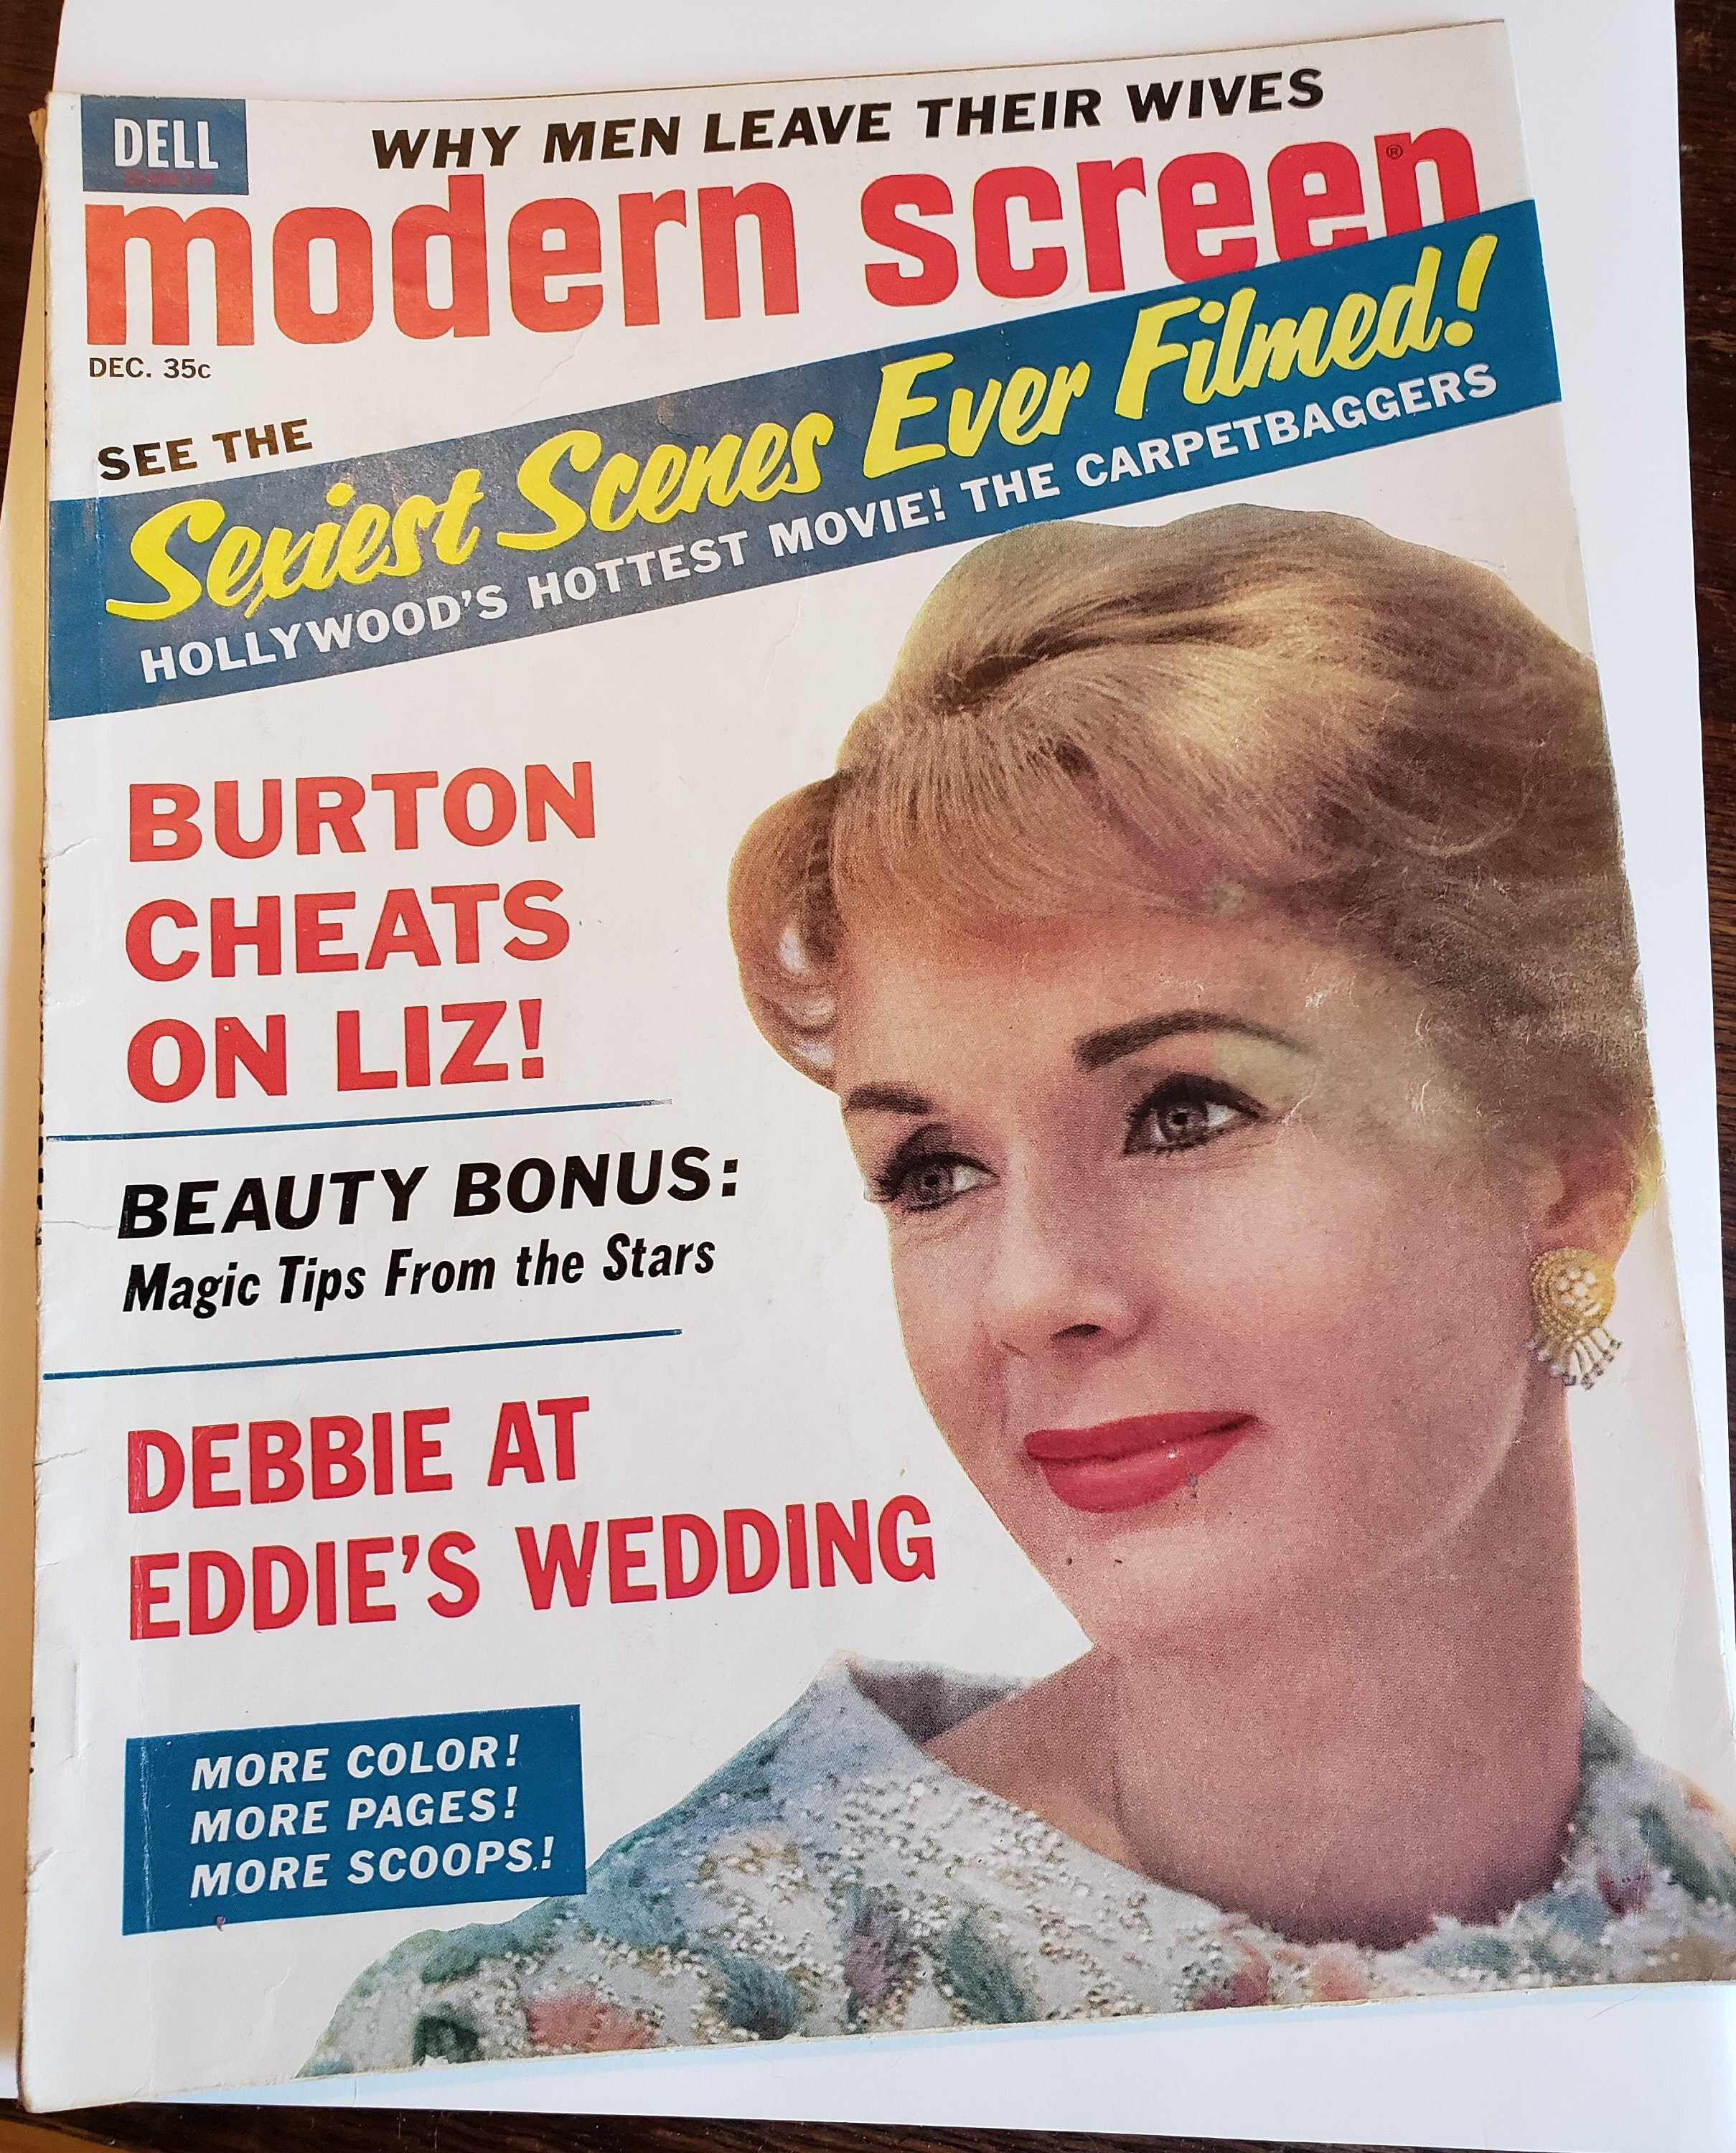 DELL
WHY MEN LEAVE THEIR WIVES
modern screen®
DEC. 35c
SEE THE
Sexiest Scenes Ever Filmed!
HOLLYWOOD'S HOTTEST MOVIE! THE CARPETBAGGERS
BURTON
CHEATS
ON LIZ!
BEAUTY BONUS:
Magic Tips From the Stars
DEBBIE AT
EDDIE'S WEDDING
MORE COLOR!
MORE PAGES!
MORE SCOOPS!